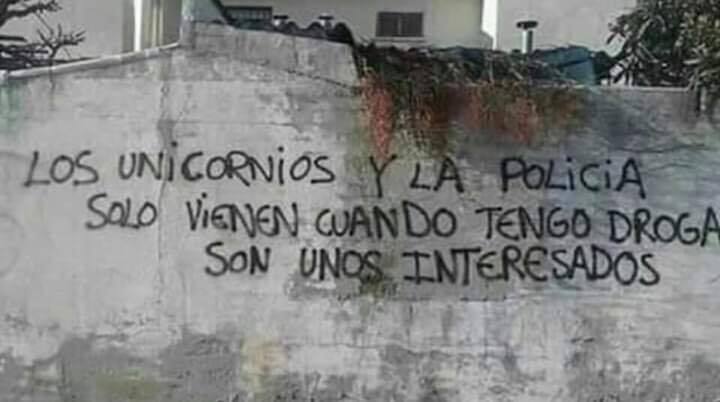 LOS UNICORNIOS Y LA POLICIA
SOLO VIENEN CUANDO TENGO DROGA
SON UNOS INTERESADOS